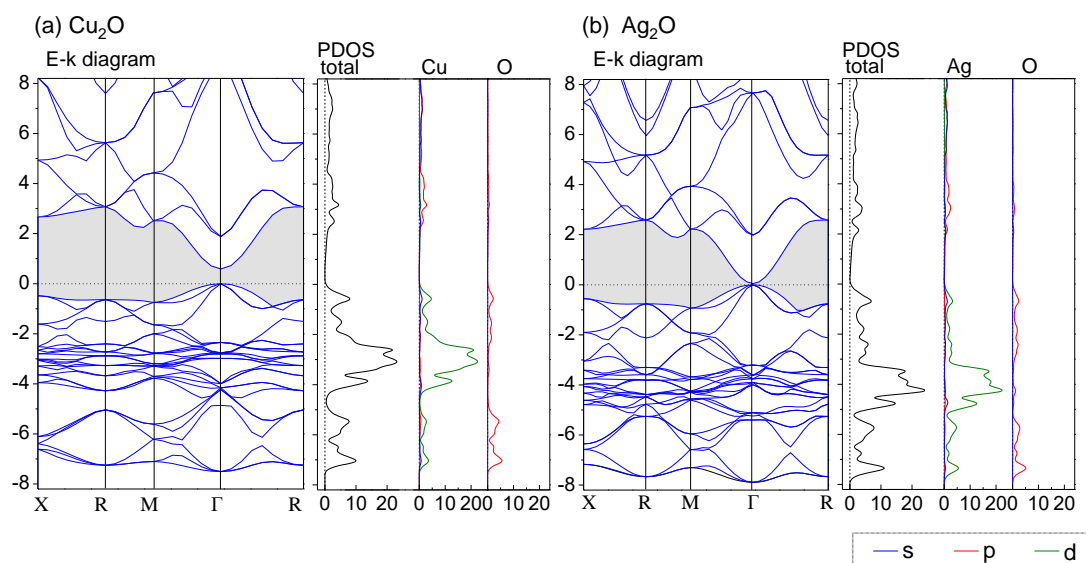 (a) Cu₂O
E-k diagram
PDOS
total
Cu
O
8
6
4
2
0
-2
-4
-6
-8
X R M Γ R
0 10 20 0 10 20 0 10 20
(b) Ag₂O
E-k diagram
PDOS
total
Ag
O
8
6
4
2
0
-2
-4
-6
-8
X R M Γ R
0 10 20 0 10 20 0 10 20
s p d